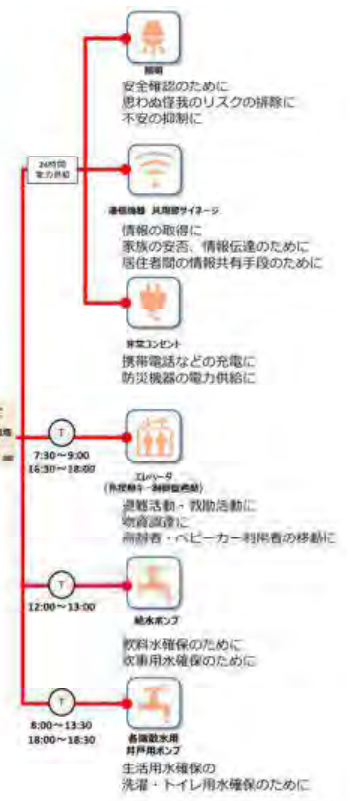 照明
安全確認のために
思わぬ怪我のリスクの排除に
不安の抑制に
24時間
電力供給
通信機器 共用部サイネージ
情報の取得に
家族の安否、情報伝達のために
居住者間の情報共有手段のために
非常コンセント
携帯電話などの充電に
防災機器の電力供給に
T
7:30~9:00
16:30~18:00
エレベータ
避難活動・救助活動に
物資調達に
高齢者・ベビーカー利用者の移動に
T
12:00~13:00
給水ポンプ
飲料水確保のために
炊事用水確保のために
T
8:00~13:30
18:00~18:30
各階散水用
井戸用ポンプ
生活用水確保の
洗濯・トイレ用水確保のために